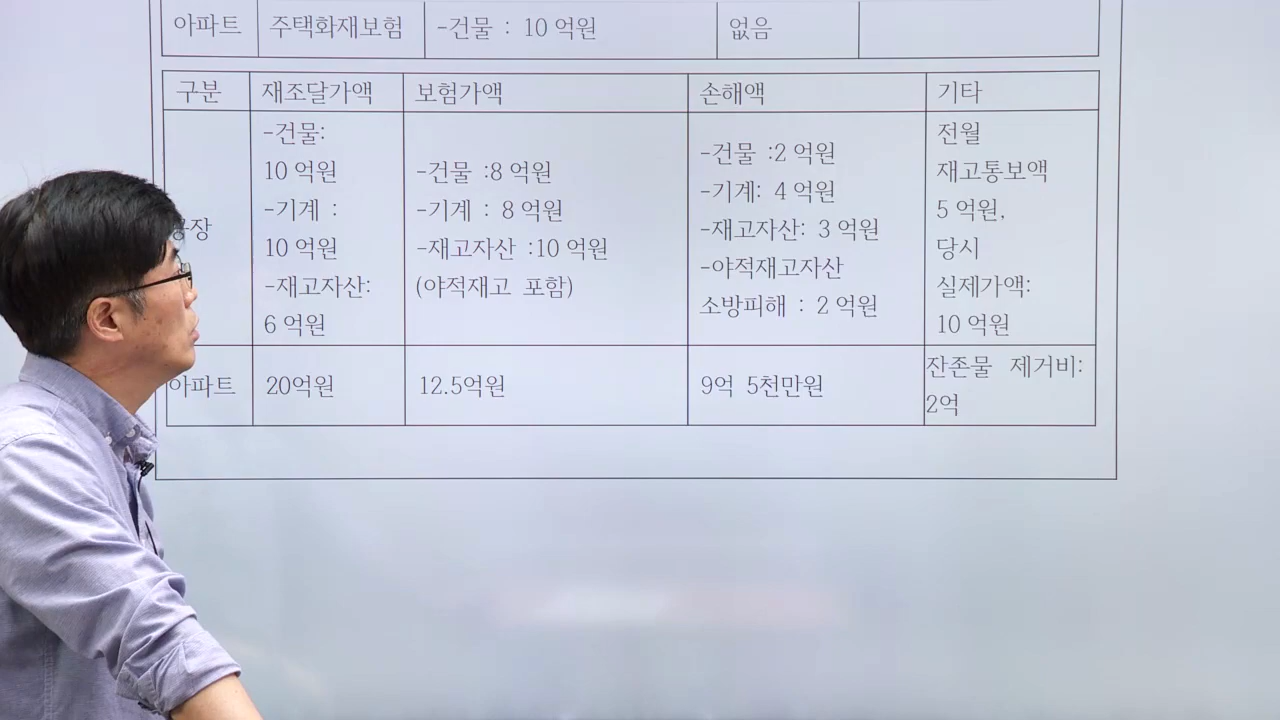 아파트 주택화재보험 -건물 : 10 억원 없음
구분 재조달가액 보험가액 손해액 기타
장
-건물:
10 억원
-기계 :
10 억원
-재고자산:
6 억원
-건물 :8 억원
-기계 : 8 억원
-재고자산 :10 억원
(야적재고 포함)
-건물 :2 억원
-기계: 4 억원
-재고자산: 3 억원
-야적재고자산
소방피해 : 2 억원
전월
재고통보액
5 억원,
당시
실제가액:
10 억원
아파트 20억원 12.5억원 9억 5천만원
잔존물 제거비:
2억